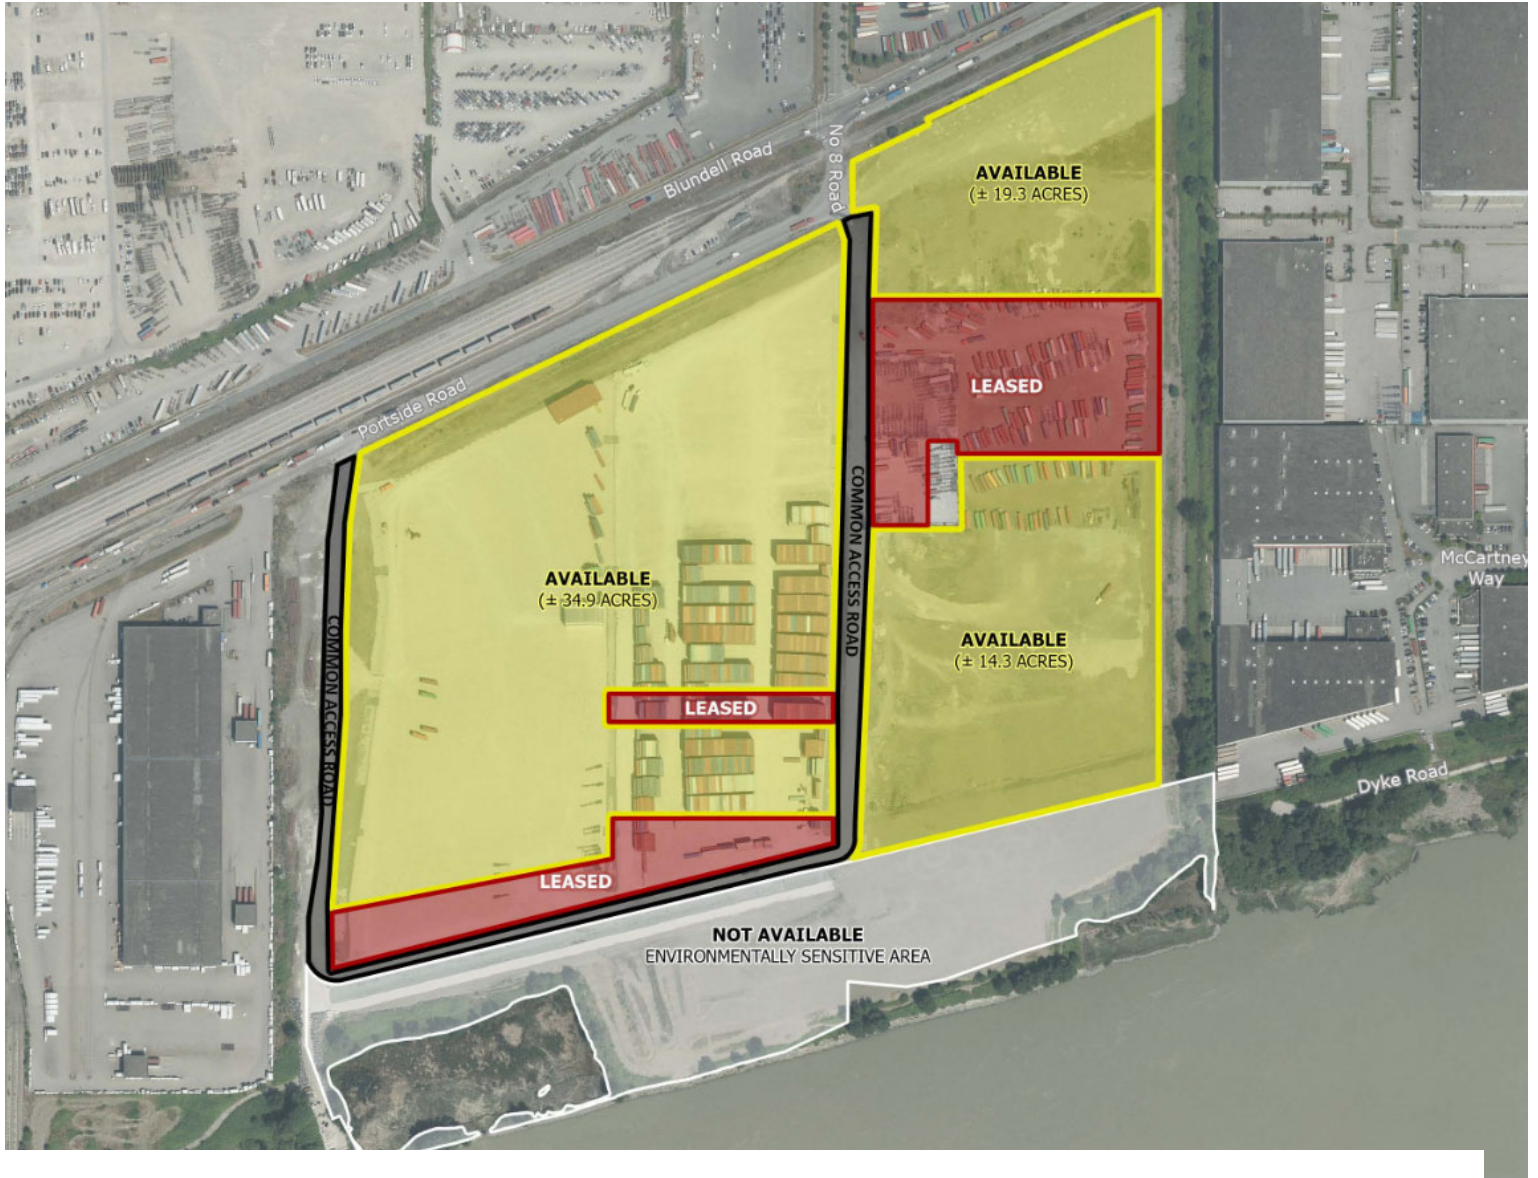 No 8 Road
Blundell Road
AVAILABLE
(± 19.3 ACRES)
LEASED
Portside Road
COMMON ACCESS ROAD
McCartney
Way
AVAILABLE
(± 34.9 ACRES)
AVAILABLE
(± 14.3 ACRES)
COMMON ACCESS ROAD
LEASED
Dyke Road
LEASED
NOT AVAILABLE
ENVIRONMENTALLY SENSITIVE AREA